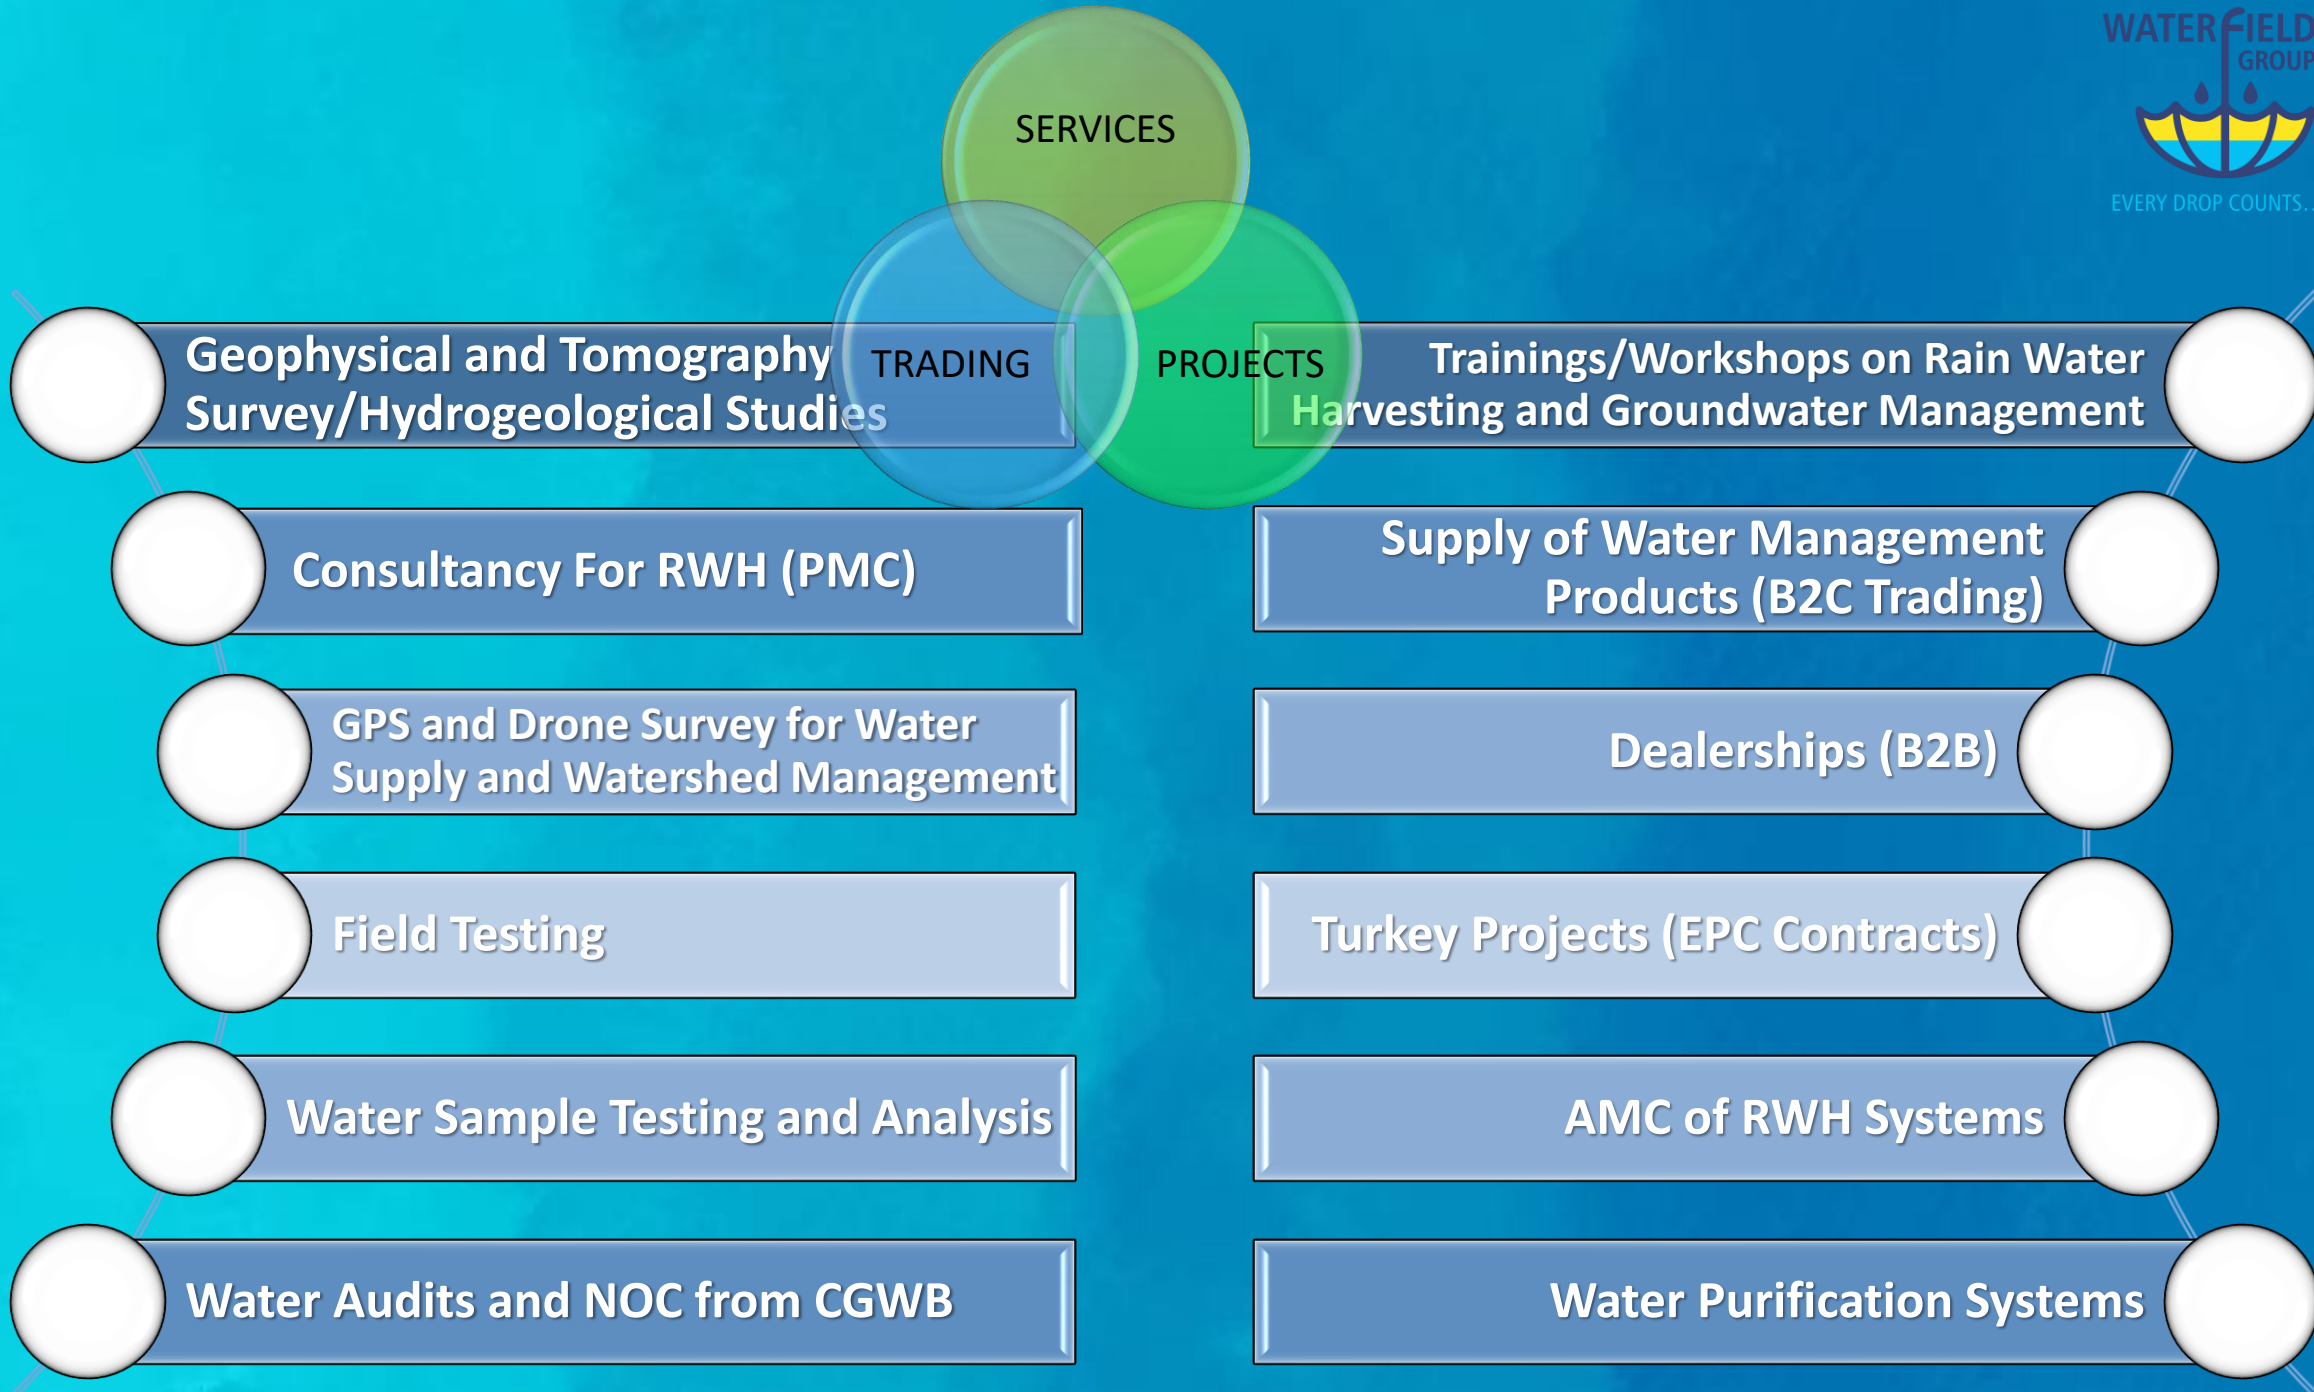 WATERFIELD
GROUP
EVERY DROP COUNTS..
SERVICES
TRADING
PROJECTS
Geophysical and Tomography
Survey/Hydrogeological Studies
Consultancy For RWH (PMC)
GPS and Drone Survey for Water
Supply and Watershed Management
Field Testing
Water Sample Testing and Analysis
Water Audits and NOC from CGWB
Trainings/Workshops on Rain Water
Harvesting and Groundwater Management
Supply of Water Management
Products (B2C Trading)
Dealerships (B2B)
Turkey Projects (EPC Contracts)
AMC of RWH Systems
Water Purification Systems